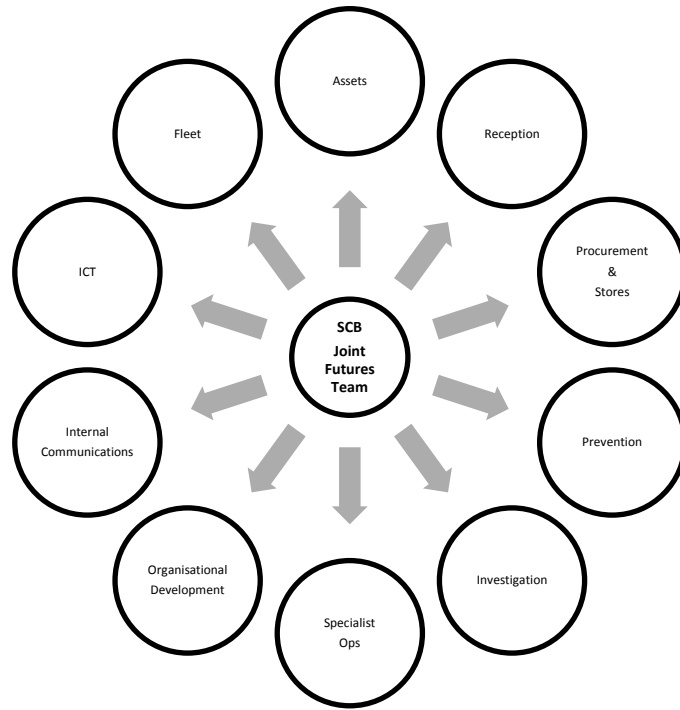 Assets
Fleet
Reception
ICT
Procurement
&
Stores
SCB
Joint
Futures
Team
Internal
Communications
Prevention
Organisational
Development
Investigation
Specialist
Ops